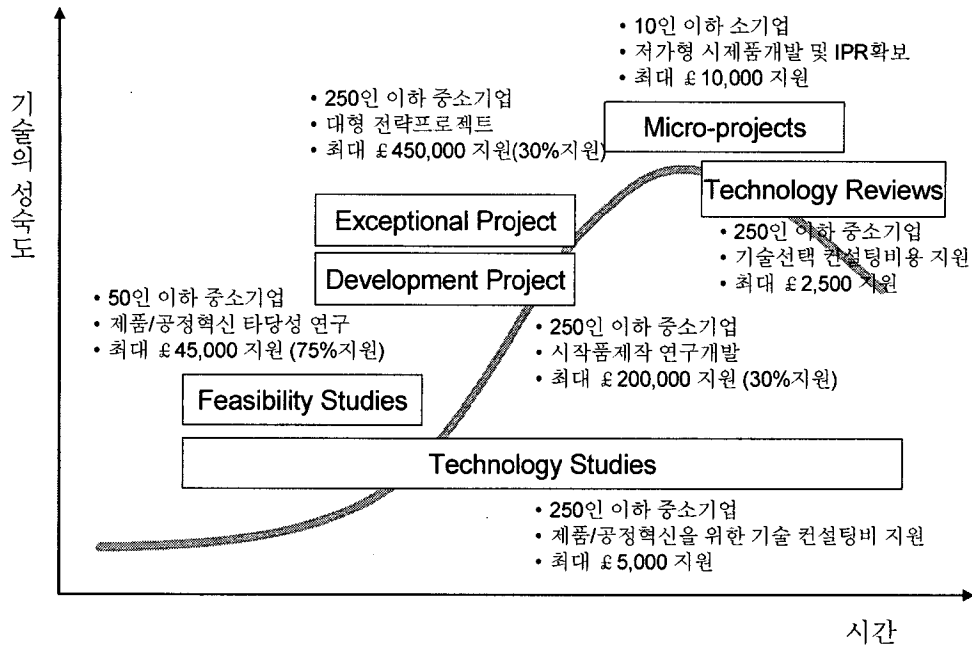 기술의 성숙도
• 10인 이하 소기업
• 저가형 시제품개발 및 IPR확보
• 최대 £10,000 지원
Micro-projects
• 250인 이하 중소기업
• 대형 전략프로젝트
• 최대 £450,000 지원(30%지원)
Technology Reviews
• 250인 이하 중소기업
• 기술선택 컨설팅비용 지원
• 최대 £2,500 지원
Exceptional Project
Development Project
• 50인 이하 중소기업
• 제품/공정혁신 타당성 연구
• 최대 £45,000 지원 (75%지원)
• 250인 이하 중소기업
• 시작품제작 연구개발
• 최대 £200,000 지원 (30%지원)
Feasibility Studies
Technology Studies
• 250인 이하 중소기업
• 제품/공정혁신을 위한 기술 컨설팅비 지원
• 최대 £5,000 지원
시간